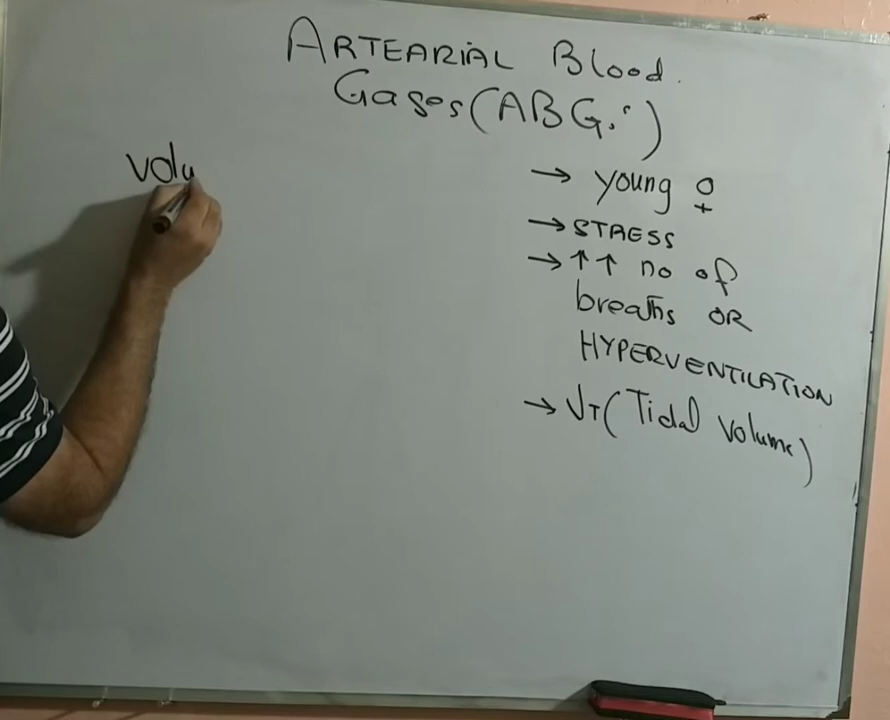 ARTEARIAL Blood.
Gases (ABG.s)
volu
→ young ♀
→ STRESS
→ ↑↑ no of
breaths OR
HYPERVENTILATION
→ VT (Tidal Volume)